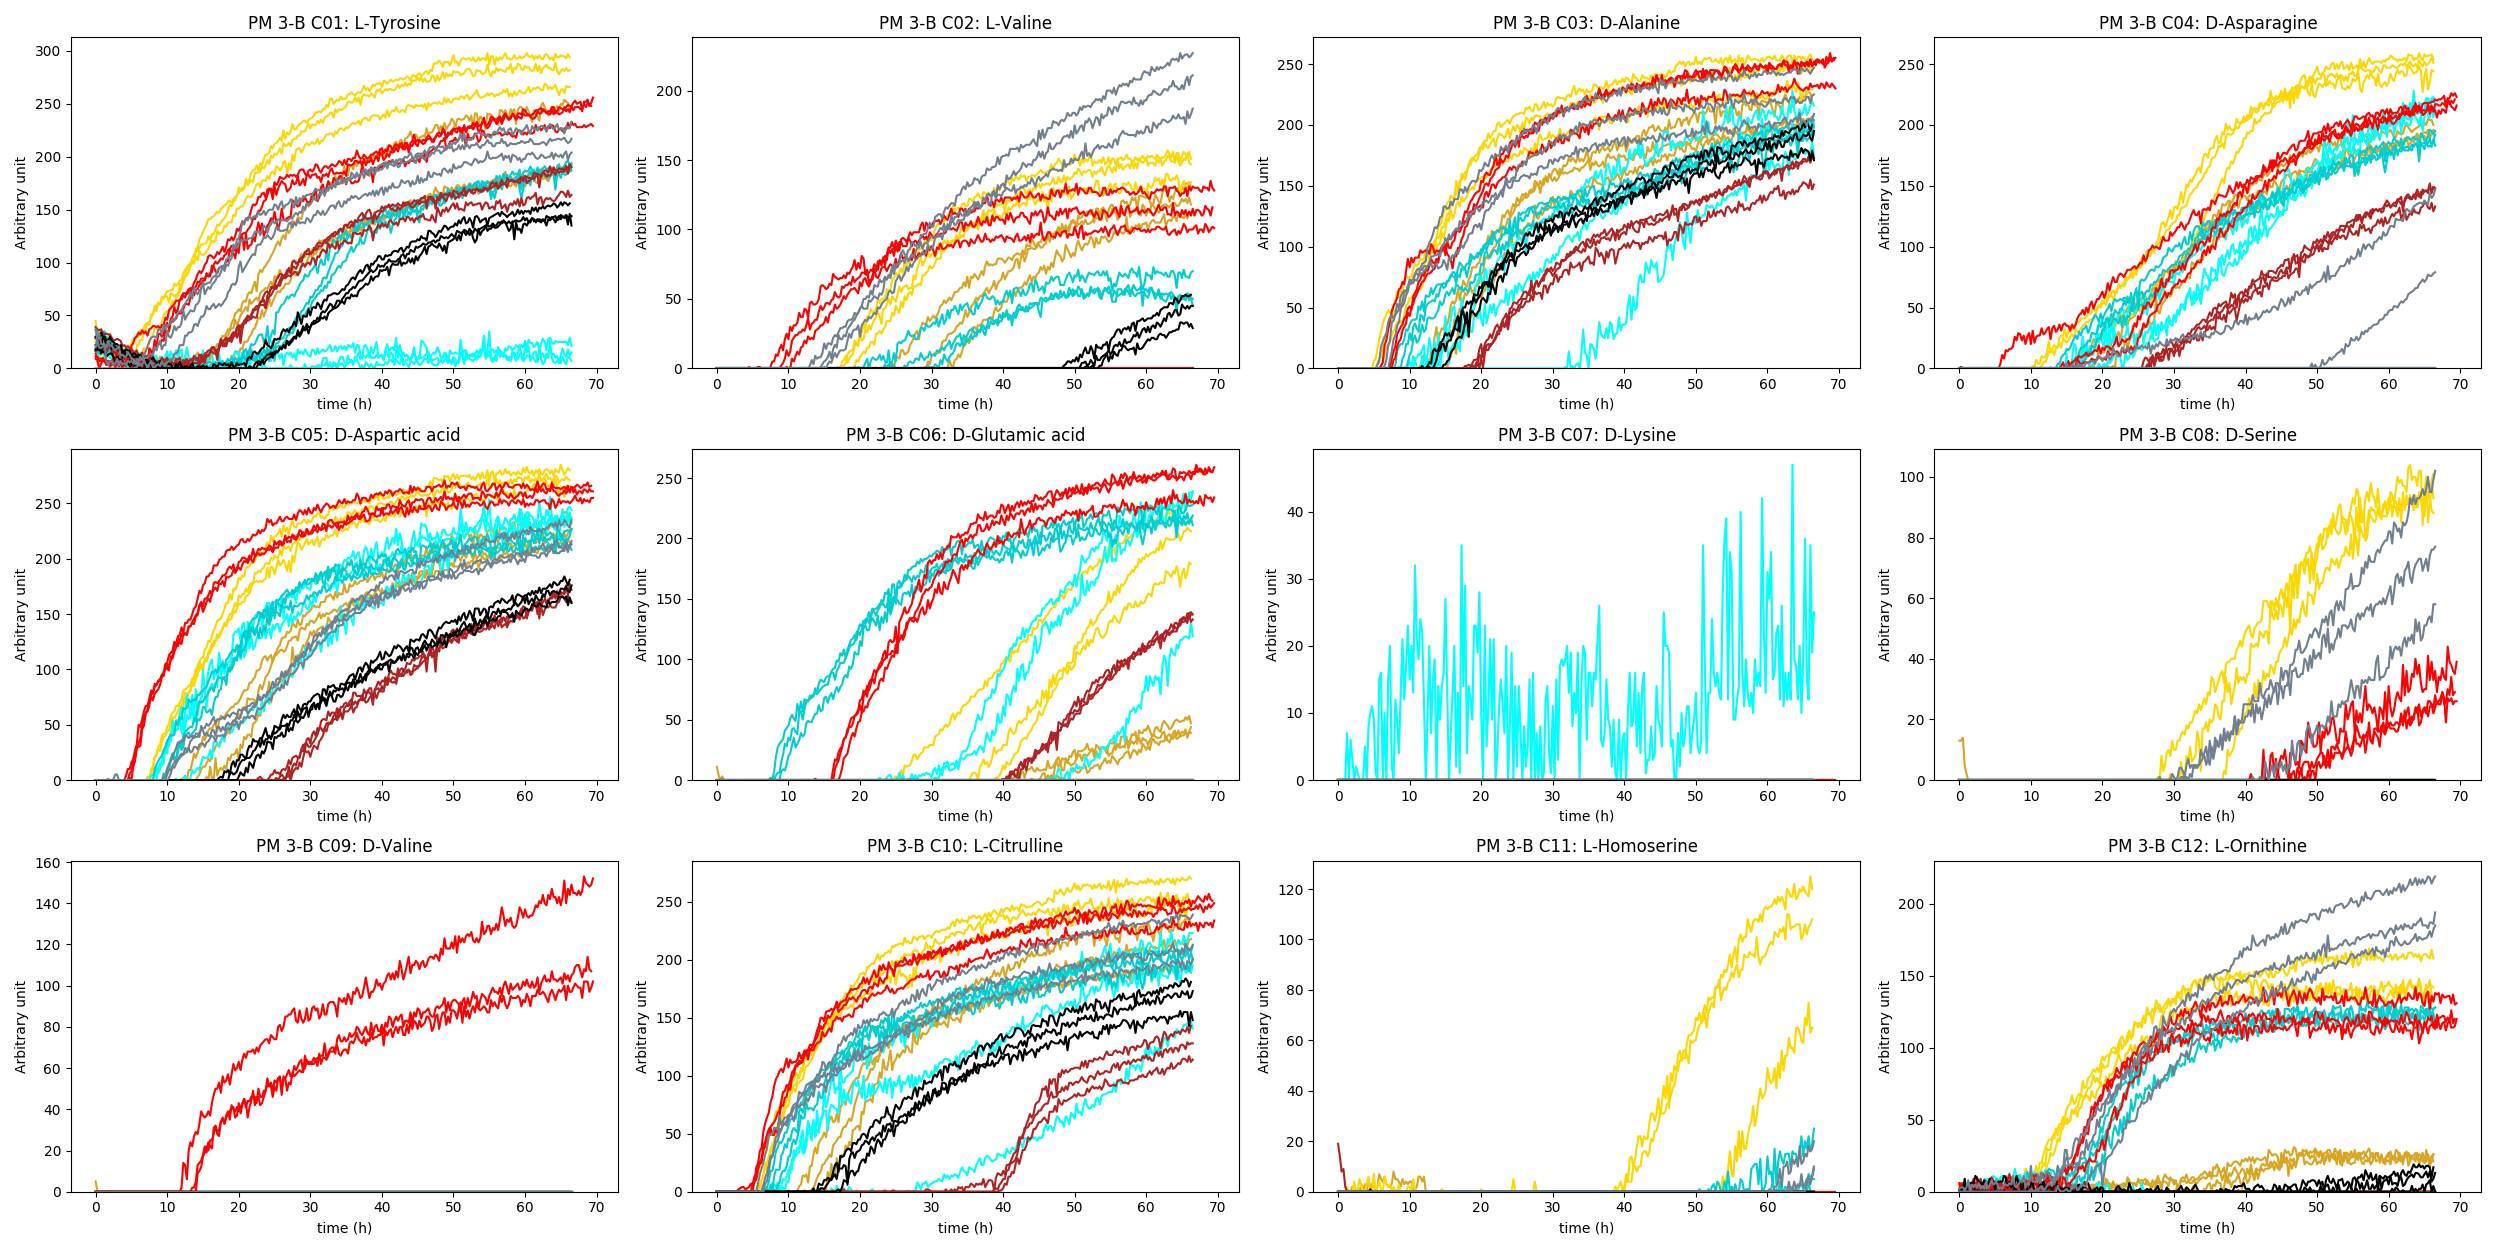 PM 3-B C01: L-Tyrosine
PM 3-B C02: L-Valine
PM 3-B C03: D-Alanine
PM 3-B C04: D-Asparagine
300
250
200
150
100
50
0
Arbitrary unit
0 10 20 30 40 50 60 70
time (h)
200
150
100
50
0
Arbitrary unit
0 10 20 30 40 50 60 70
time (h)
250
200
150
100
50
0
Arbitrary unit
0 10 20 30 40 50 60 70
time (h)
250
200
150
100
50
0
Arbitrary unit
0 10 20 30 40 50 60 70
time (h)
PM 3-B C05: D-Aspartic acid
PM 3-B C06: D-Glutamic acid
PM 3-B C07: D-Lysine
PM 3-B C08: D-Serine
250
200
150
100
50
0
Arbitrary unit
0 10 20 30 40 50 60 70
time (h)
250
200
150
100
50
0
Arbitrary unit
0 10 20 30 40 50 60 70
time (h)
40
30
20
10
0
Arbitrary unit
0 10 20 30 40 50 60 70
time (h)
100
80
60
40
20
0
Arbitrary unit
0 10 20 30 40 50 60 70
time (h)
PM 3-B C09: D-Valine
PM 3-B C10: L-Citrulline
PM 3-B C11: L-Homoserine
PM 3-B C12: L-Ornithine
160
140
120
100
80
60
40
20
0
Arbitrary unit
0 10 20 30 40 50 60 70
time (h)
250
200
150
100
50
0
Arbitrary unit
0 10 20 30 40 50 60 70
time (h)
120
100
80
60
40
20
0
Arbitrary unit
0 10 20 30 40 50 60 70
time (h)
200
150
100
50
0
Arbitrary unit
0 10 20 30 40 50 60 70
time (h)